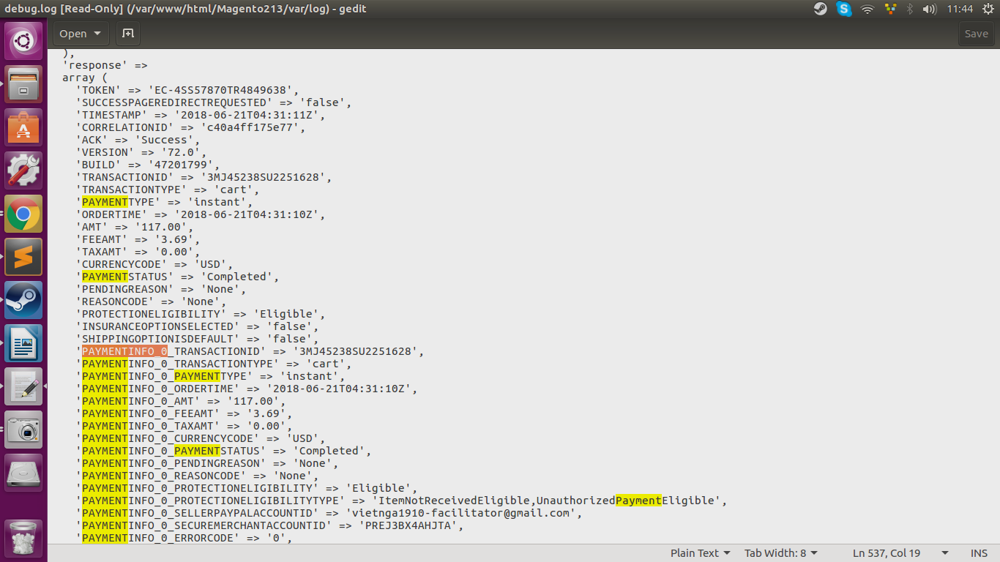 debug.log [Read-Only] (/var/www/html/Magento213/var/log) - gedit
11:44
Open
Save
),
'response' =>
array (
'TOKEN' => 'EC-4SS57870TR4849638',
'SUCCESSPAGEREDIRECTREQUESTED' => 'false',
'TIMESTAMP' => '2018-06-21T04:31:11Z',
'CORRELATIONID' => 'c40a4ff175e77',
'ACK' => 'Success',
'VERSION' => '72.0',
'BUILD' => '47201799',
'TRANSACTIONID' => '3MJ45238SU2251628',
'TRANSACTIONTYPE' => 'cart',
'PAYMENTTYPE' => 'instant',
'ORDERTIME' => '2018-06-21T04:31:10Z',
'AMT' => '117.00',
'FEEAMT' => '3.69',
'TAXAMT' => '0.00',
'CURRENCYCODE' => 'USD',
'PAYMENTSTATUS' => 'Completed',
'PENDINGREASON' => 'None',
'REASONCODE' => 'None',
'PROTECTIONELIGIBILITY' => 'Eligible',
'INSURANCEOPTIONSELECTED' => 'false',
'SHIPPINGOPTIONISDEFAULT' => 'false',
'PAYMENTINFO_0_TRANSACTIONID' => '3MJ45238SU2251628',
'PAYMENTINFO_0_TRANSACTIONTYPE' => 'cart',
'PAYMENTINFO_0_PAYMENTTYPE' => 'instant',
'PAYMENTINFO_0_ORDERTIME' => '2018-06-21T04:31:10Z',
'PAYMENTINFO_0_AMT' => '117.00',
'PAYMENTINFO_0_FEEAMT' => '3.69',
'PAYMENTINFO_0_TAXAMT' => '0.00',
'PAYMENTINFO_0_CURRENCYCODE' => 'USD',
'PAYMENTINFO_0_PAYMENTSTATUS' => 'Completed',
'PAYMENTINFO_0_PENDINGREASON' => 'None',
'PAYMENTINFO_0_REASONCODE' => 'None',
'PAYMENTINFO_0_PROTECTIONELIGIBILITY' => 'Eligible',
'PAYMENTINFO_0_PROTECTIONELIGIBILITYTYPE' => 'ItemNotReceivedEligible,UnauthorizedPaymentEligible',
'PAYMENTINFO_0_SELLERPAYPALACCOUNTID' => 'vietnga1910-facilitator@gmail.com',
'PAYMENTINFO_0_SECUREMERCHANTACCOUNTID' => 'PREJ3BX4AHJTA',
'PAYMENTINFO_0_ERRORCODE' => '0',
Plain Text
Tab Width: 8
Ln 537, Col 19
INS